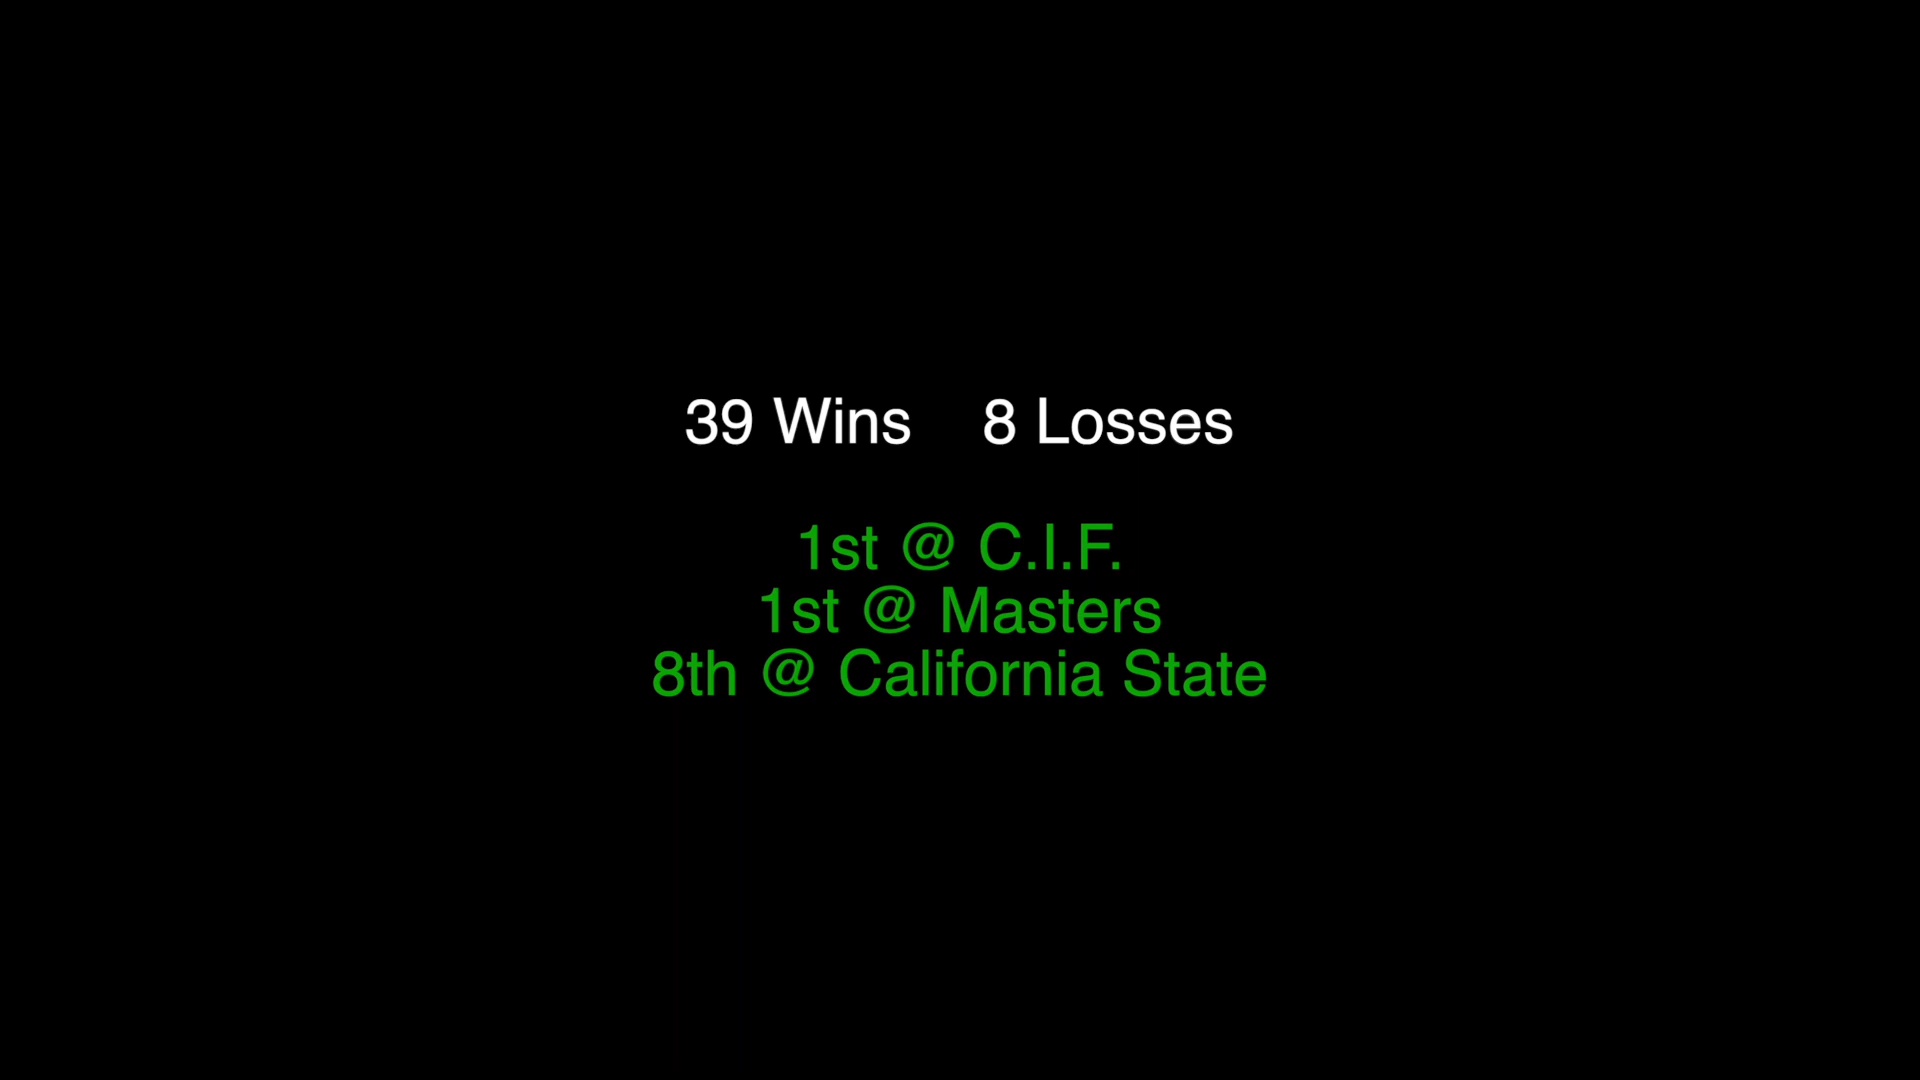 39 Wins    8 Losses
1st @ C.I.F.
1st @ Masters
8th @ California State